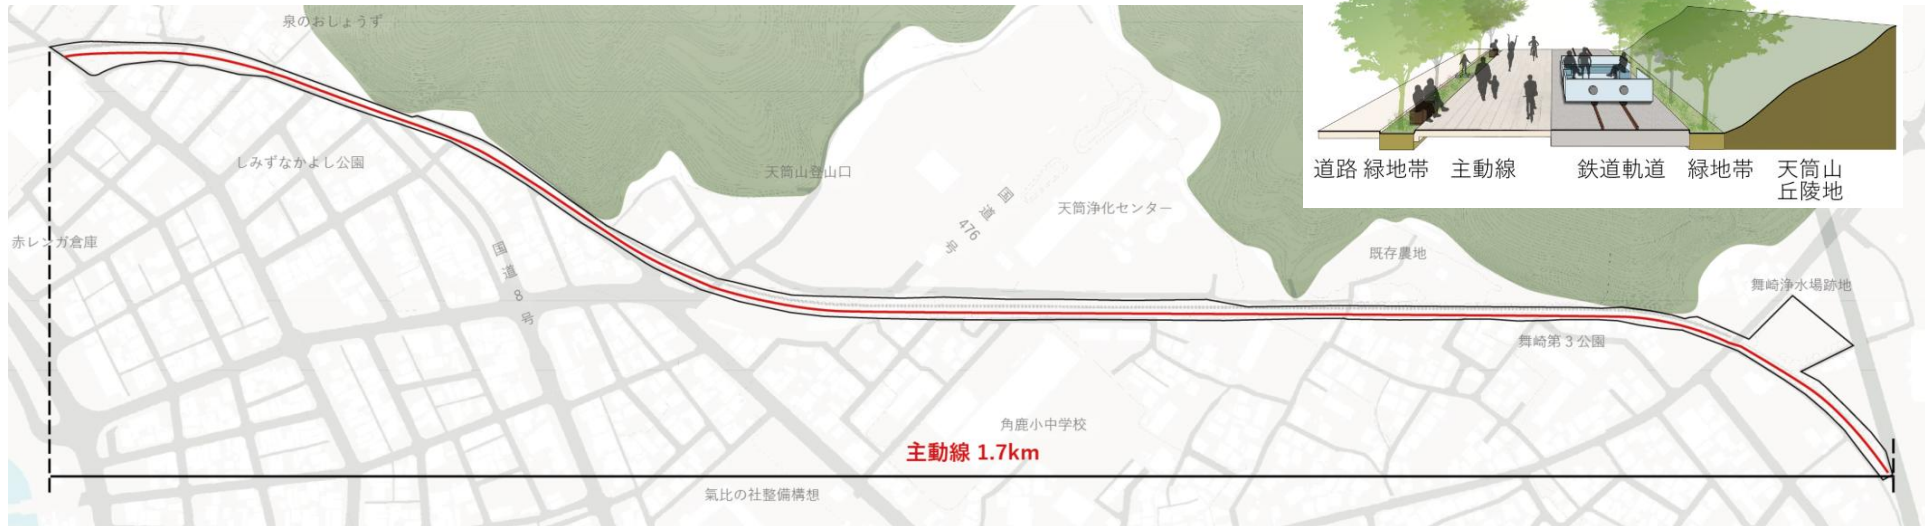 泉のおしょうず
しみずなかよし公園
赤レンガ倉庫
国道8号
天筒山登山口
国道476号
天筒浄化センター
既存農地
舞崎浄水場跡地
舞崎第3公園
角鹿小中学校
主動線 1.7km
氣比の社整備構想
道路 緑地帯 主動線 鉄道軌道 緑地帯 天筒山
丘陵地